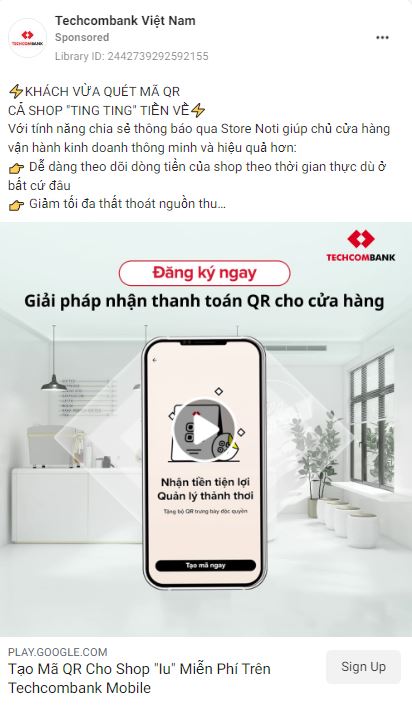 Techcombank Việt Nam
Sponsored
Library ID: 2442739292592155
⚡KHÁCH VỪA QUÉT MÃ QR
CẢ SHOP "TING TING" TIỀN VỀ⚡
Với tính năng chia sẻ thông báo qua Store Noti giúp chủ cửa hàng
vận hành kinh doanh thông minh và hiệu quả hơn:
👉 Dễ dàng theo dõi dòng tiền của shop theo thời gian thực dù ở
bất cứ đâu
👉 Giảm tối đa thất thoát nguồn thu...
TECHCOMBANK
Đăng ký ngay
Giải pháp nhận thanh toán QR cho cửa hàng
Nhận tiền tiện lợi
Quản lý thảnh thơi
Tặng bộ QR trưng bày độc quyền
Tạo mã ngay
PLAY.GOOGLE.COM
Tạo Mã QR Cho Shop "Iu" Miễn Phí Trên
Techcombank Mobile
Sign Up